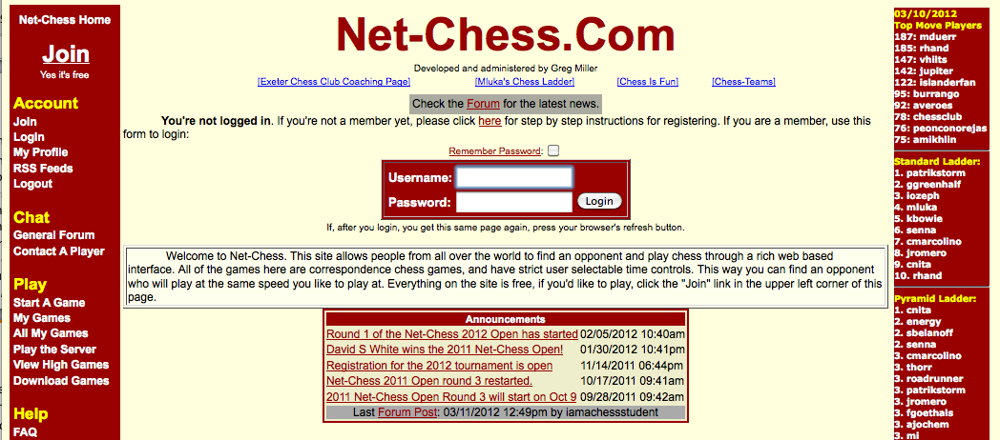 Net-Chess Home
Join
Yes it's free
Account
Join
Login
My Profile
RSS Feeds
Logout
Chat
General Forum
Contact A Player
Play
Start A Game
My Games
All My Games
Play the Server
View High Games
Download Games
Help
FAQ
Net-Chess.Com
Developed and administered by Greg Miller
[Exeter Chess Club Coaching Page] [Mluka's Chess Ladder] [Chess Is Fun] [Chess-Teams]
Check the Forum for the latest news.
You're not logged in. If you're not a member yet, please click here for step by step instructions for registering. If you are a member, use this
form to login:
Remember Password:
Username:
Password: Login
If, after you login, you get this same page again, press your browser's refresh button.
Welcome to Net-Chess. This site allows people from all over the world to find an opponent and play chess through a rich web based
interface. All of the games here are correspondence chess games, and have strict user selectable time controls. This way you can find an opponent
who will play at the same speed you like to play at. Everything on the site is free, if you'd like to play, click the "Join" link in the upper left corner of this
page.
Announcements
Round 1 of the Net-Chess 2012 Open has started 02/05/2012 10:40am
David S White wins the 2011 Net-Chess Open! 01/30/2012 10:41pm
Registration for the 2012 tournament is open 11/14/2011 06:44pm
Net-Chess 2011 Open round 3 restarted. 10/17/2011 09:41am
2011 Net-Chess Open Round 3 will start on Oct 9 09/28/2011 09:42am
Last Forum Post: 03/11/2012 12:49pm by iamachessstudent
03/10/2012
Top Move Players
187: mduerr
185: rhand
147: vhilts
142: jupiter
122: islanderfan
95: burrango
92: averoes
78: chessclub
76: peonconorejas
75: amikhlin
Standard Ladder:
1. patrikstorm
2. ggreenhalf
3. iozeph
4. mluka
5. kbowie
6. senna
7. cmarcolino
8. jromero
9. cnita
10. rhand
Pyramid Ladder:
1. cnita
2. energy
2. sbelanoff
2. senna
3. cmarcolino
3. thorr
3. roadrunner
3. patrikstorm
3. jromero
3. fgoethals
3. ajochem
3. mi